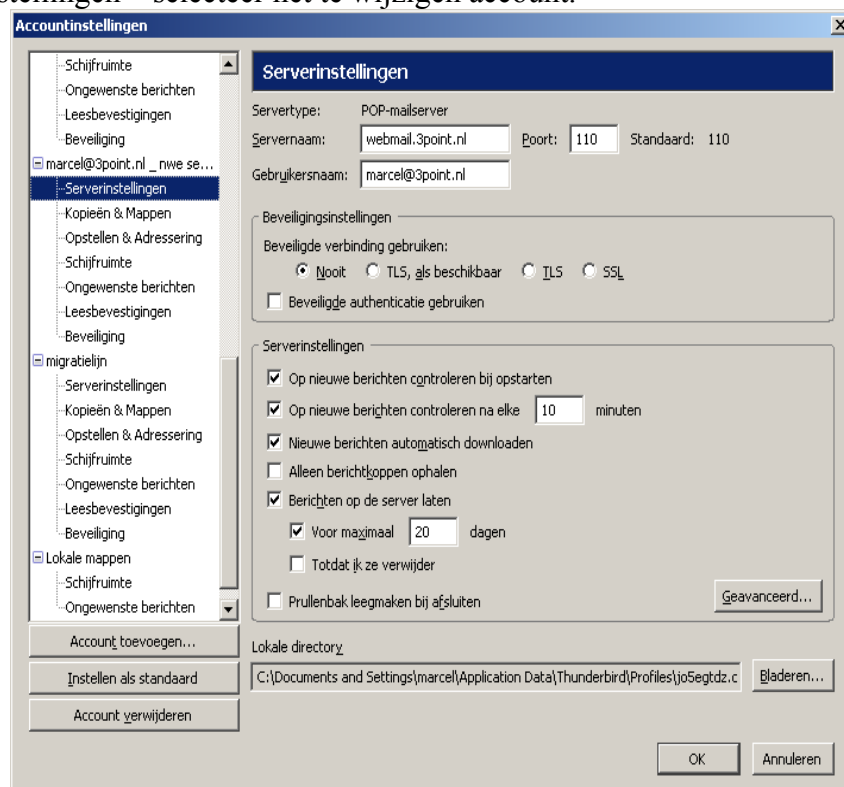 selecteer het te wijzigen account.
Accountinstellingen
Schijfruimte
Ongewenste berichten
Leesbevestigingen
Beveiliging
marcel@3point.nl _ nwe se...
Serverinstellingen
Kopieën & Mappen
Opstellen & Adressering
Schijfruimte
Ongewenste berichten
Leesbevestigingen
Beveiliging
migratielijn
Serverinstellingen
Kopieën & Mappen
Opstellen & Adressering
Schijfruimte
Ongewenste berichten
Leesbevestigingen
Beveiliging
Lokale mappen
Schijfruimte
Ongewenste berichten
Account toevoegen...
Instellen als standaard
Account verwijderen
Serverinstellingen
Servertype: POP-mailserver
Servernaam: webmail.3point.nl Poort: 110 Standaard: 110
Gebruikersnaam: marcel@3point.nl
Beveiligingsinstellingen
Beveiligde verbinding gebruiken:
Nooit TLS, als beschikbaar TLS SSL
Beveiligde authenticatie gebruiken
Serverinstellingen
Op nieuwe berichten controleren bij opstarten
Op nieuwe berichten controleren na elke 10 minuten
Nieuwe berichten automatisch downloaden
Alleen berichtkoppen ophalen
Berichten op de server laten
Voor maximaal 20 dagen
Totdat ik ze verwijder
Prullenbak leegmaken bij afsluiten
Geavanceerd...
Lokale directory
C:\Documents and Settings\marcel\Application Data\Thunderbird\Profiles\jo5egtdz.c Bladeren...
OK Annuleren